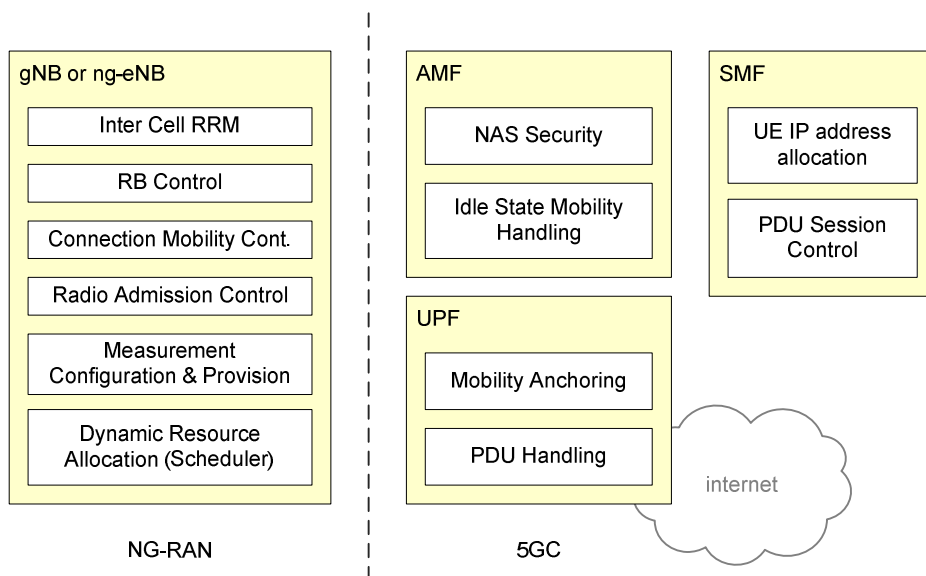 gNB or ng-eNB
Inter Cell RRM
RB Control
Connection Mobility Cont.
Radio Admission Control
Measurement
Configuration & Provision
Dynamic Resource
Allocation (Scheduler)
NG-RAN
AMF
NAS Security
Idle State Mobility
Handling
SMF
UE IP address
allocation
PDU Session
Control
UPF
Mobility Anchoring
PDU Handling
internet
5GC